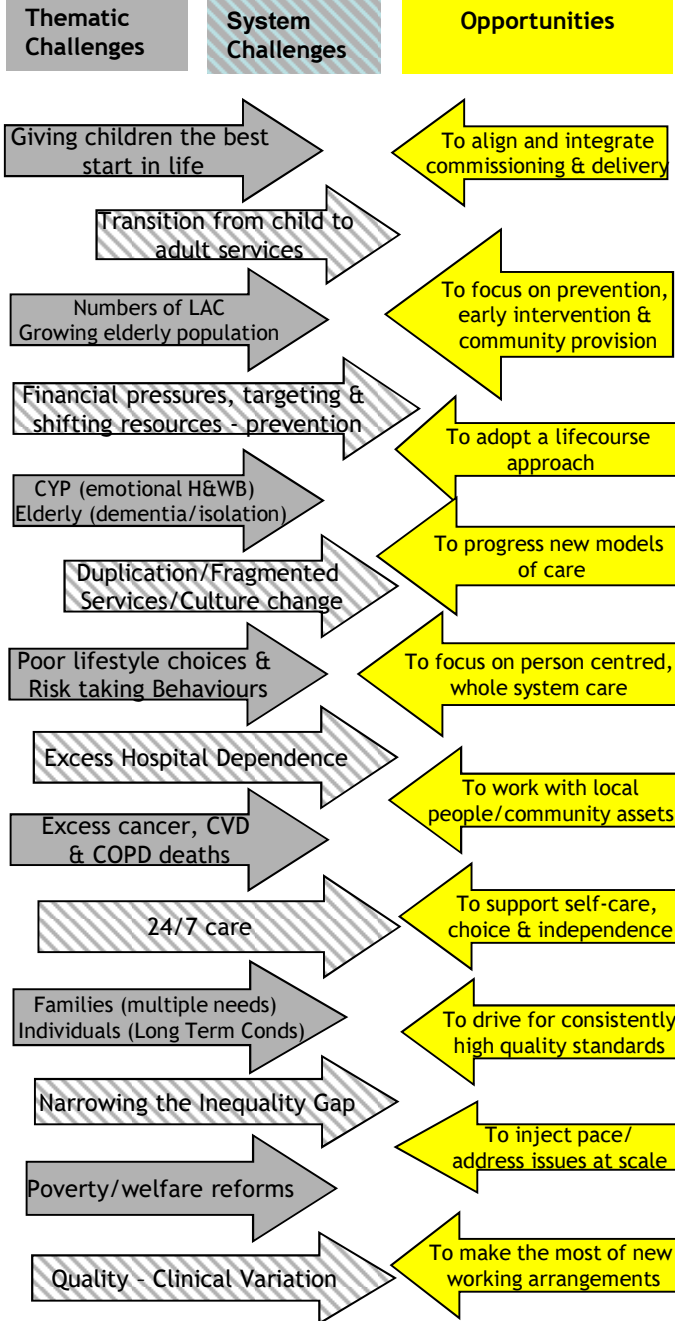 Thematic
Challenges
System
Challenges
Opportunities
Giving children the best
start in life
To align and integrate
commissioning & delivery
Transition from child to
adult services
To focus on prevention,
early intervention &
community provision
Numbers of LAC
Growing elderly population
Financial pressures, targeting &
shifting resources - prevention
To adopt a lifecourse
approach
CYP (emotional H&WB)
Elderly (dementia/isolation)
To progress new models
of care
Duplication/Fragmented
Services/Culture change
Poor lifestyle choices &
Risk taking Behaviours
To focus on person centred,
whole system care
Excess Hospital Dependence
To work with local
people/community assets
Excess cancer, CVD
& COPD deaths
24/7 care
To support self-care,
choice & independence
Families (multiple needs)
Individuals (Long Term Conds)
To drive for consistently
high quality standards
Narrowing the Inequality Gap
To inject pace/
address issues at scale
Poverty/welfare reforms
To make the most of new
working arrangements
Quality – Clinical Variation